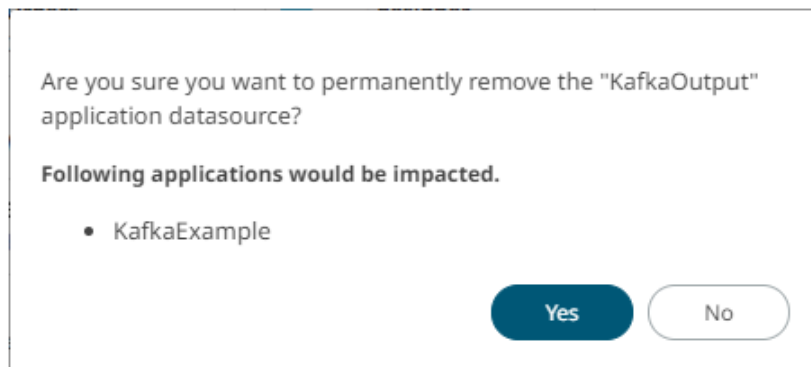 Are you sure you want to permanently remove the "KafkaOutput"
application datasource?
Following applications would be impacted.
• KafkaExample
Yes
No